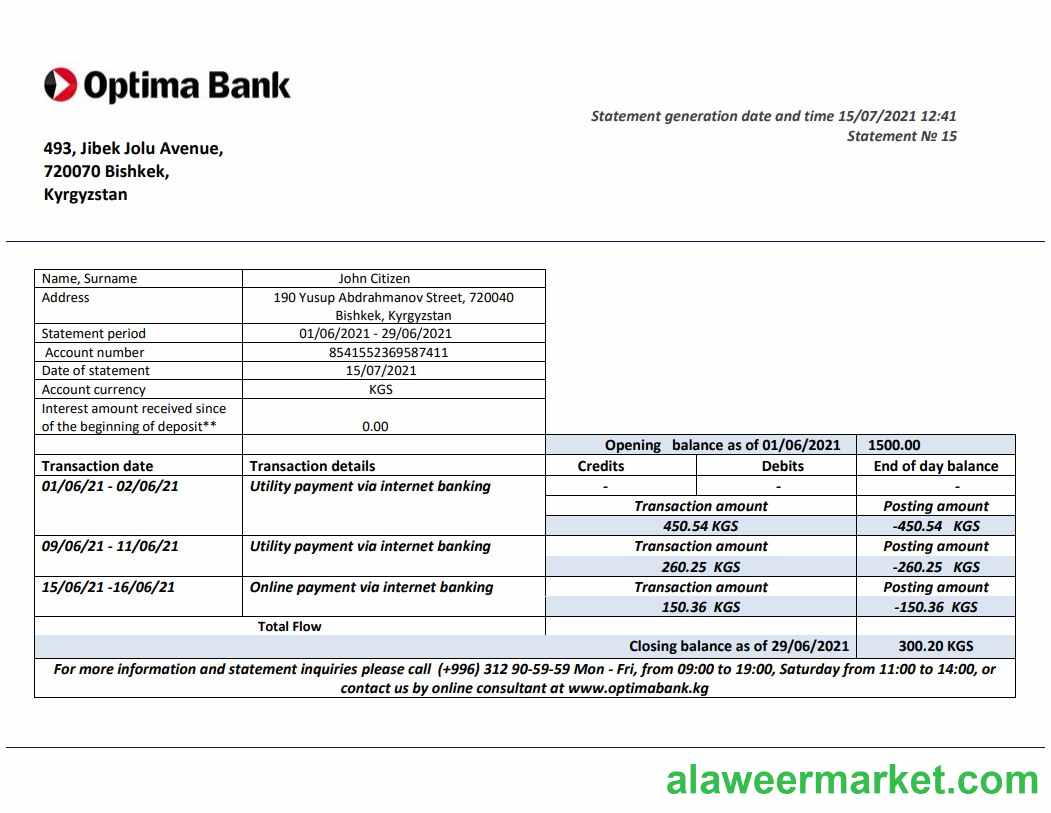 Optima Bank
Statement generation date and time 15/07/2021 12:41
Statement № 15
493, Jibek Jolu Avenue,
720070 Bishkek,
Kyrgyzstan
Name, Surname John Citizen
Address 190 Yusup Abdrahmanov Street, 720040
Bishkek, Kyrgyzstan
Statement period 01/06/2021 - 29/06/2021
Account number 8541552369587411
Date of statement 15/07/2021
Account currency KGS
Interest amount received since
of the beginning of deposit** 0.00
Opening balance as of 01/06/2021 1500.00
Transaction date Transaction details Credits Debits End of day balance
01/06/21 - 02/06/21 Utility payment via internet banking - - -
Transaction amount Posting amount
450.54 KGS -450.54 KGS
09/06/21 - 11/06/21 Utility payment via internet banking Transaction amount Posting amount
260.25 KGS -260.25 KGS
15/06/21 -16/06/21 Online payment via internet banking Transaction amount Posting amount
150.36 KGS -150.36 KGS
Total Flow
Closing balance as of 29/06/2021 300.20 KGS
For more information and statement inquiries please call (+996) 312 90-59-59 Mon - Fri, from 09:00 to 19:00, Saturday from 11:00 to 14:00, or
contact us by online consultant at www.optimabank.kg
alaweermarket.com